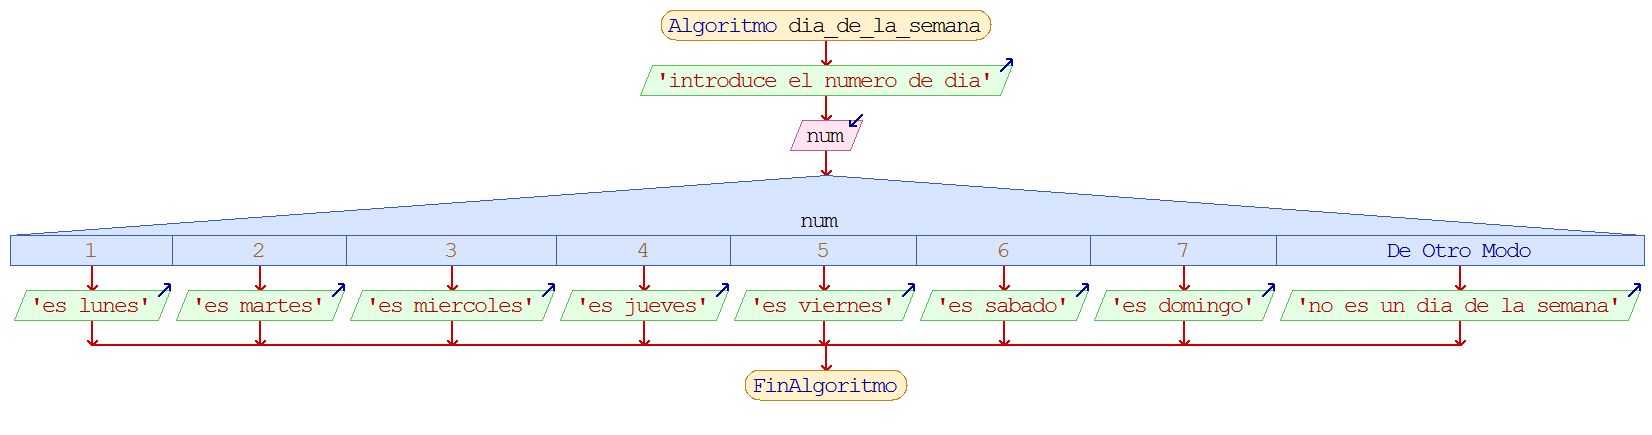 Algoritmo dia_de_la_semana
'introduce el numero de dia'
num
num
1 2 3 4 5 6 7 De Otro Modo
'es lunes' 'es martes' 'es miercoles' 'es jueves' 'es viernes' 'es sabado' 'es domingo' 'no es un dia de la semana'
FinAlgoritmo